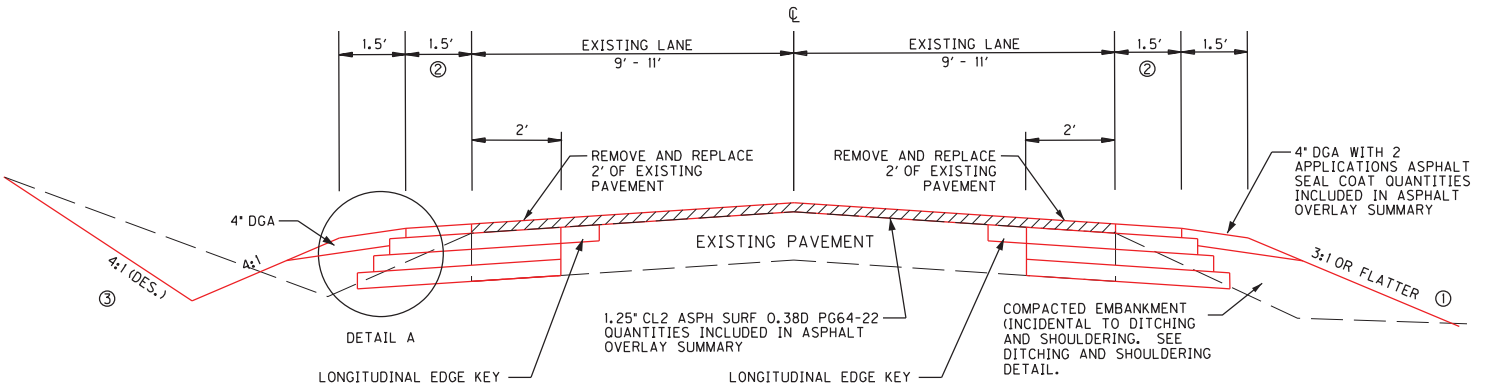 ℄
1.5' 1.5' EXISTING LANE EXISTING LANE 1.5' 1.5'
② 9' - 11' 9' - 11' ②
2' 2'
REMOVE AND REPLACE
2' OF EXISTING
PAVEMENT
REMOVE AND REPLACE
2' OF EXISTING
PAVEMENT
4" DGA WITH 2
APPLICATIONS ASPHALT
SEAL COAT QUANTITIES
INCLUDED IN ASPHALT
OVERLAY SUMMARY
4" DGA
EXISTING PAVEMENT
4:1 (DES.)
4:1
3:1 OR FLATTER
③
①
DETAIL A
1.25" CL2 ASPH SURF 0.38D PG64-22
QUANTITIES INCLUDED IN ASPHALT
OVERLAY SUMMARY
COMPACTED EMBANKMENT
(INCIDENTAL TO DITCHING
AND SHOULDERING. SEE
DITCHING AND SHOULDERING
DETAIL.
LONGITUDINAL EDGE KEY
LONGITUDINAL EDGE KEY